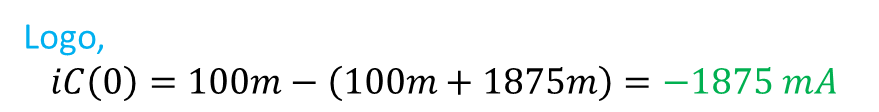 Logo,
iC(0) = 100m − (100m + 1875m) = −1875 mA